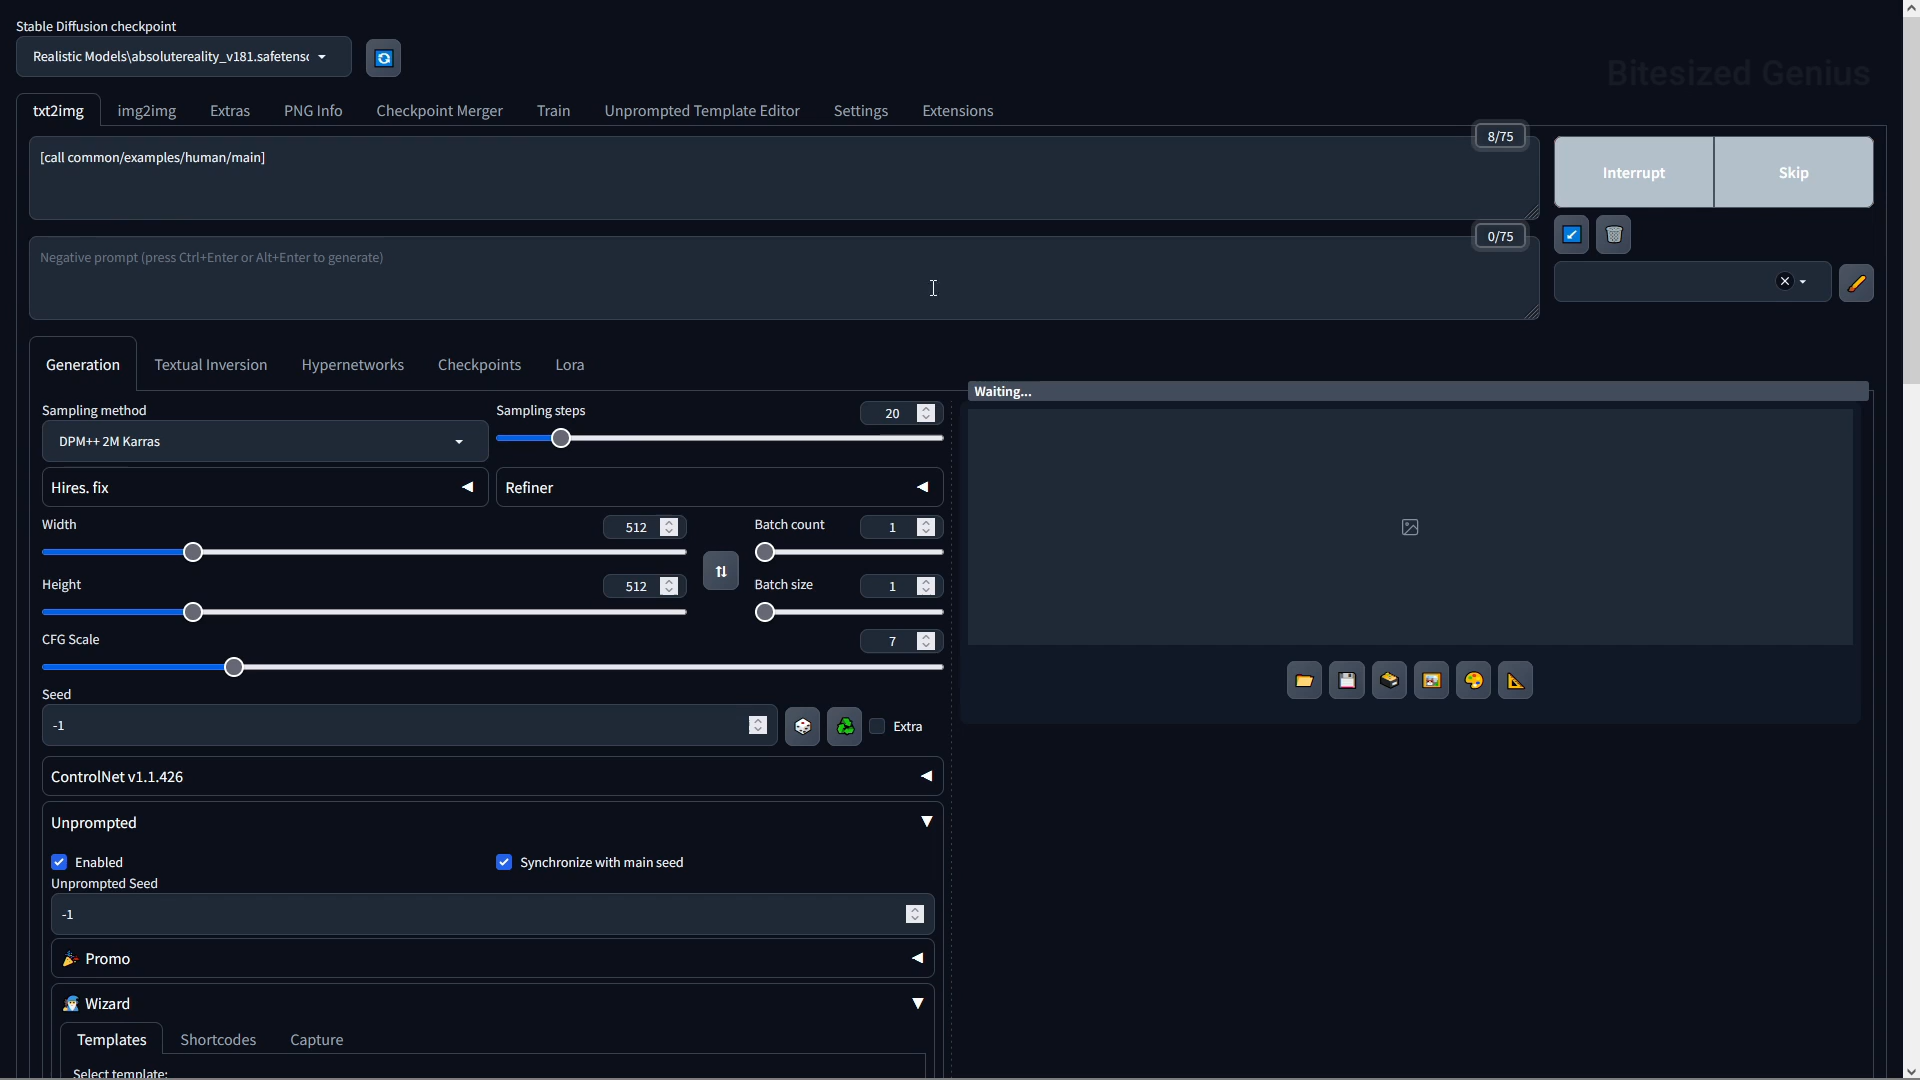 Stable Diffusion checkpoint
Realistic Models\absolutereality_v181.safetensc
Bitesized Genius
txt2img img2img Extras PNG Info Checkpoint Merger Train Unprompted Template Editor Settings Extensions
8/75
[call common/examples/human/main]
Interrupt Skip
0/75
Negative prompt (press Ctrl+Enter or Alt+Enter to generate)
Generation Textual Inversion Hypernetworks Checkpoints Lora
Waiting...
Sampling method Sampling steps 20
DPM++ 2M Karras
Hires. fix Refiner
Width 512 Batch count 1
Height 512 Batch size 1
CFG Scale 7
Seed
-1 Extra
ControlNet v1.1.426
Unprompted
Enabled Synchronize with main seed
Unprompted Seed
-1
Promo
Wizard
Templates Shortcodes Capture
Select template: